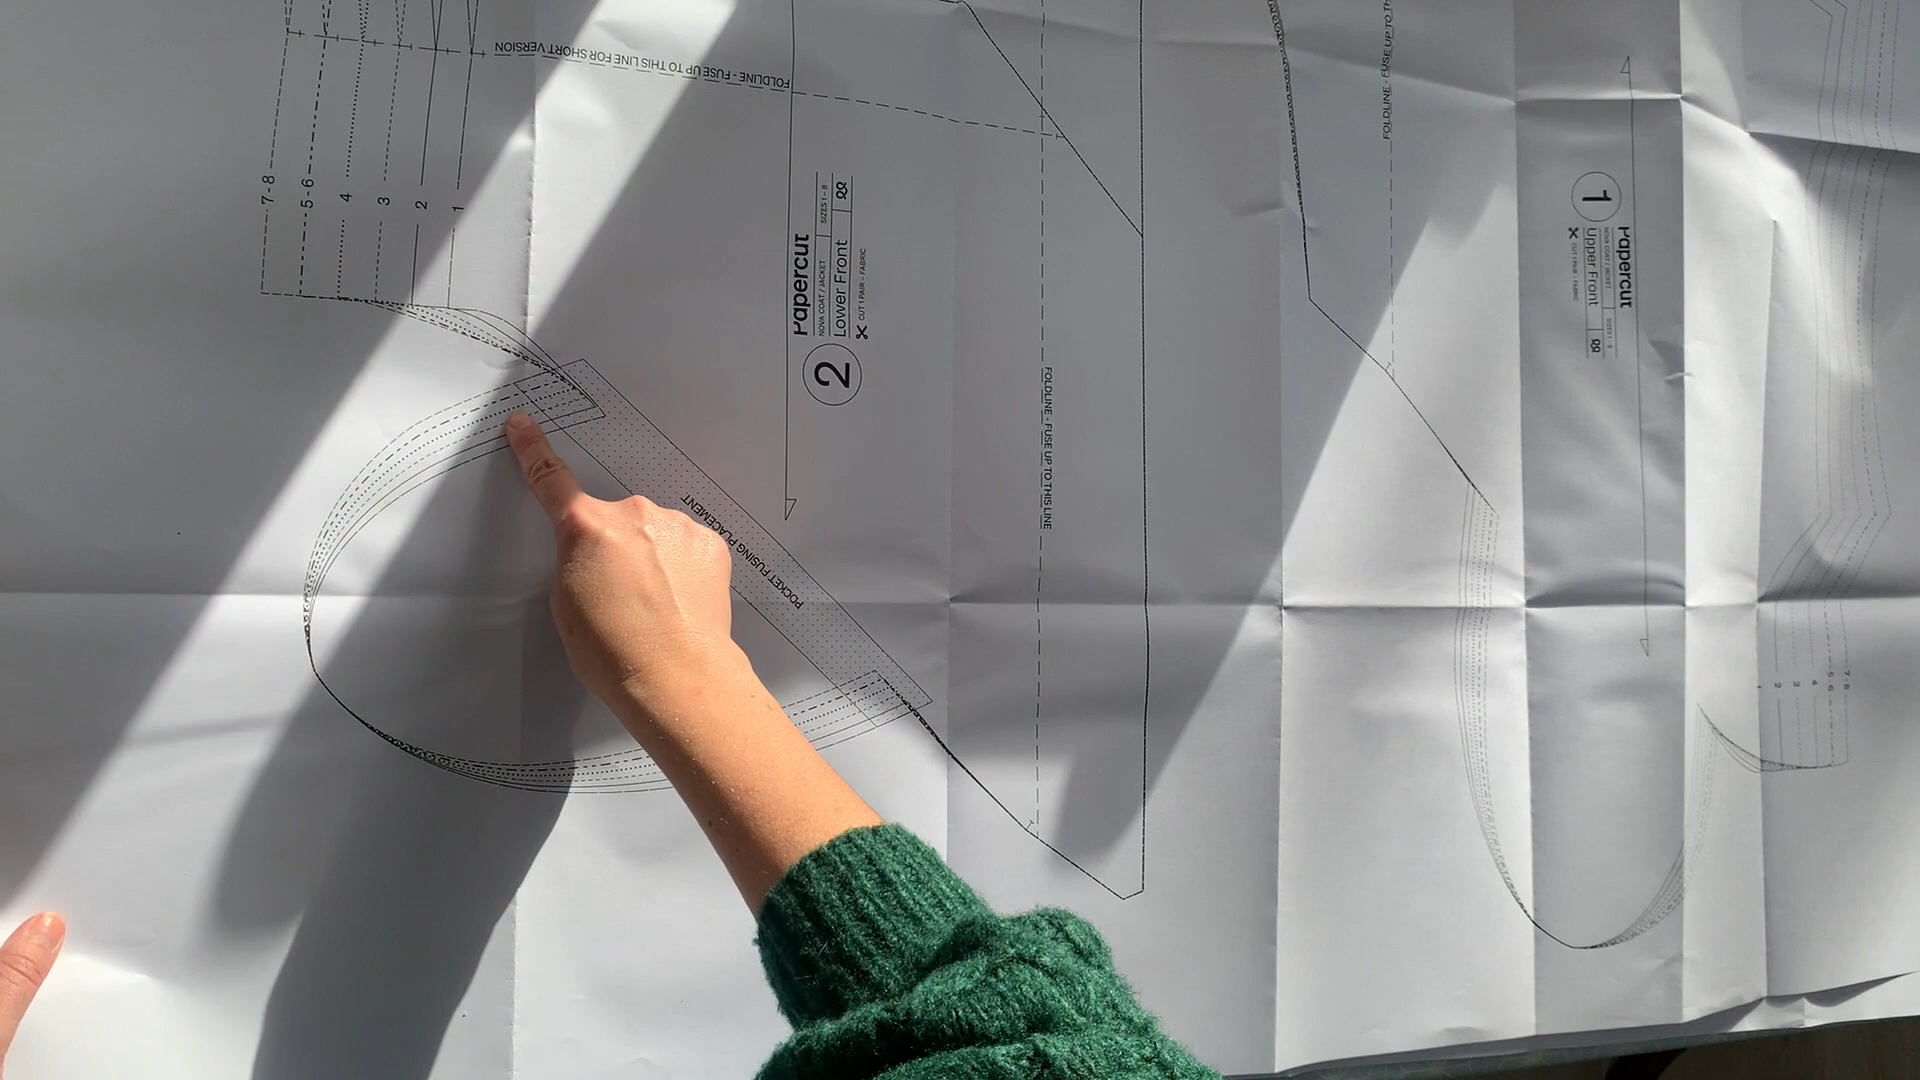 FOLDLINE - FUSE UP TO THIS LINE FOR SHORT VERSION
7-8
5-6
4
3
2
1
Papercut
NOVA COAT / JACKET
SIZES 1 - 8
Lower Front
CUT 1 PAIR - FABRIC
2
POCKET FUSING PLACEMENT
FOLDLINE - FUSE UP TO THIS LINE
FOLDLINE - FUSE UP TO TH
1
Papercut
NOVA COAT / JACKET
SIZES 1 - 8
Upper Front
CUT 1 PAIR - FABRIC
1
2
3
4
5-6
7-8